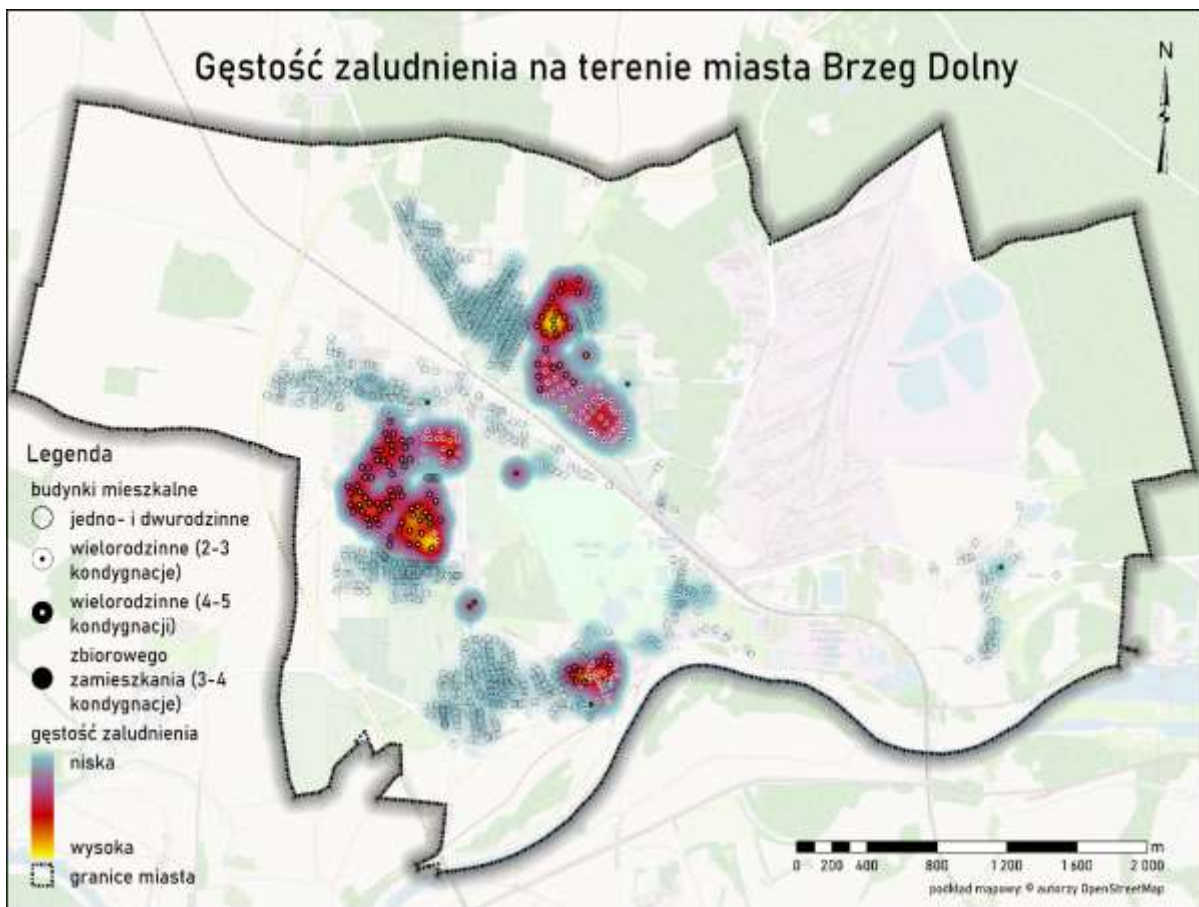 Gęstość zaludnienia na terenie miasta Brzeg Dolny
N
Legenda
budynki mieszkalne
jedno- i dwurodzinne
wielorodzinne (2-3
kondygnacje)
wielorodzinne (4-5
kondygnacji)
zbiorowego
zamieszkania (3-4
kondygnacje)
gęstość zaludnienia
niska
wysoka
granice miasta
m
0 200 400 800 1 200 1 600 2 000
podkład mapowy: © autorzy OpenStreetMap